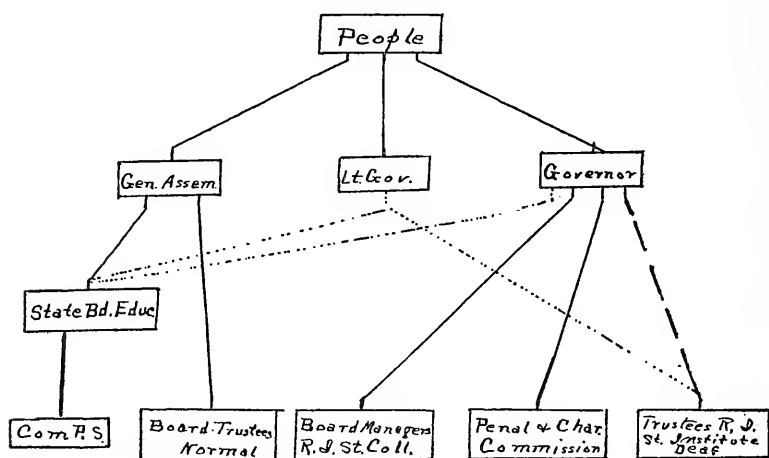 People
Gen. Assem.
Lt. Gov.
Governor
State Bd. Educ
Com P. S.
Board. Trustees
Normal
Board Managers
R. I. St. Coll.
Penal & Char.
Commission
Trustees R. I.
St. Institute
Deaf